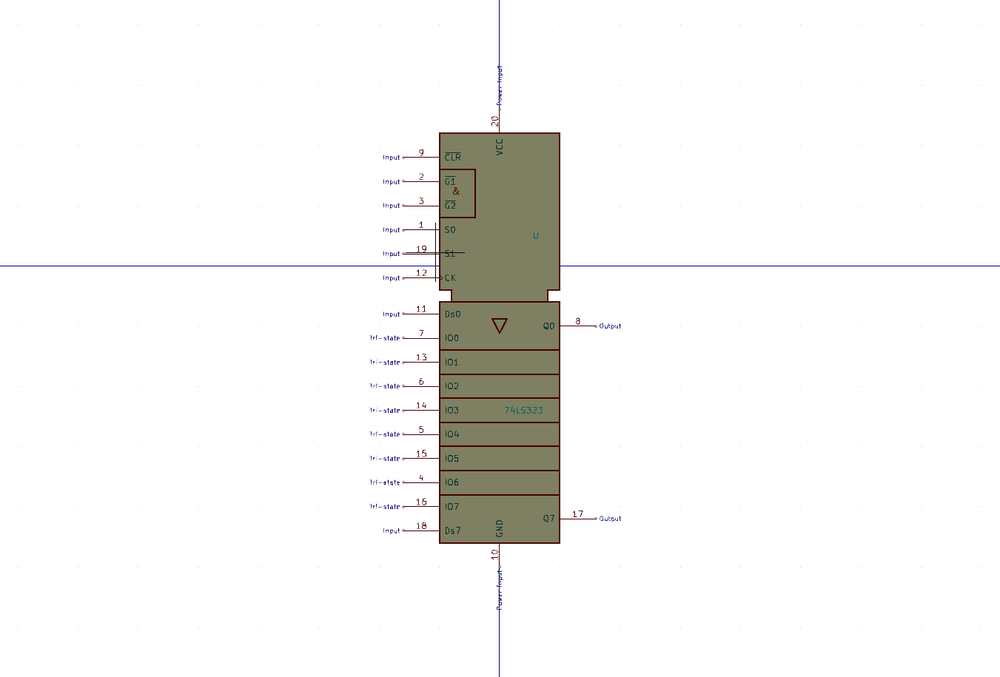 Power Input
20
VCC
Input 9 CLR
Input 2 G1
&
Input 3 G2
Input 1 S0
U
Input 19 S1
Input 12 CK
Input 11 Ds0
Q0 8 Output
Tri-state 7 IO0
Tri-state 13 IO1
Tri-state 6 IO2
Tri-state 14 IO3 74LS323
Tri-state 5 IO4
Tri-state 15 IO5
Tri-state 4 IO6
Tri-state 16 IO7
Q7 17 Output
Input 18 Ds7
GND
10
Power Input